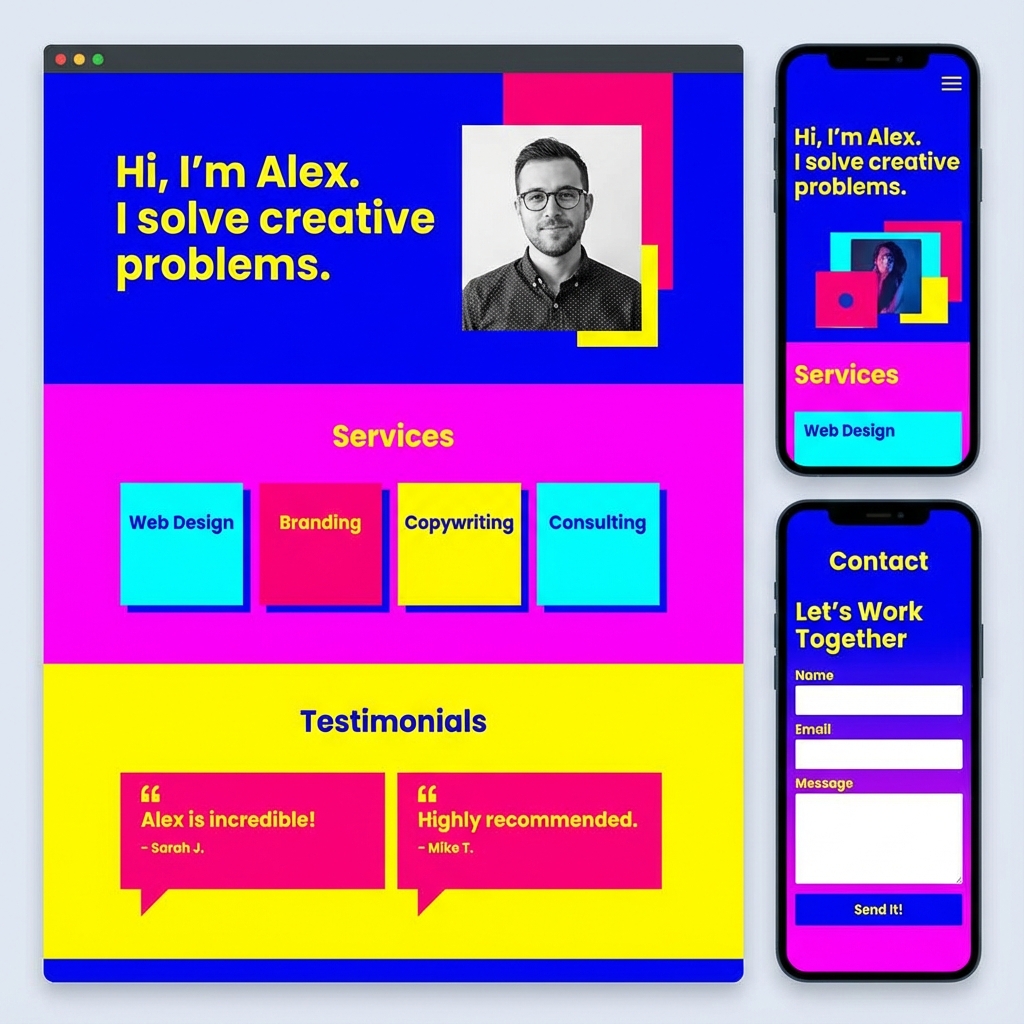 Hi, I’m Alex.
I solve creative
problems.
Services
Web Design
Branding
Copywriting
Consulting
Testimonials
“
Alex is incredible!
– Sarah J.
“
Highly recommended.
– Mike T.
Hi, I’m Alex.
I solve creative
problems.
Services
Web Design
Contact
Let’s Work
Together
Name
Email
Message
Send It!